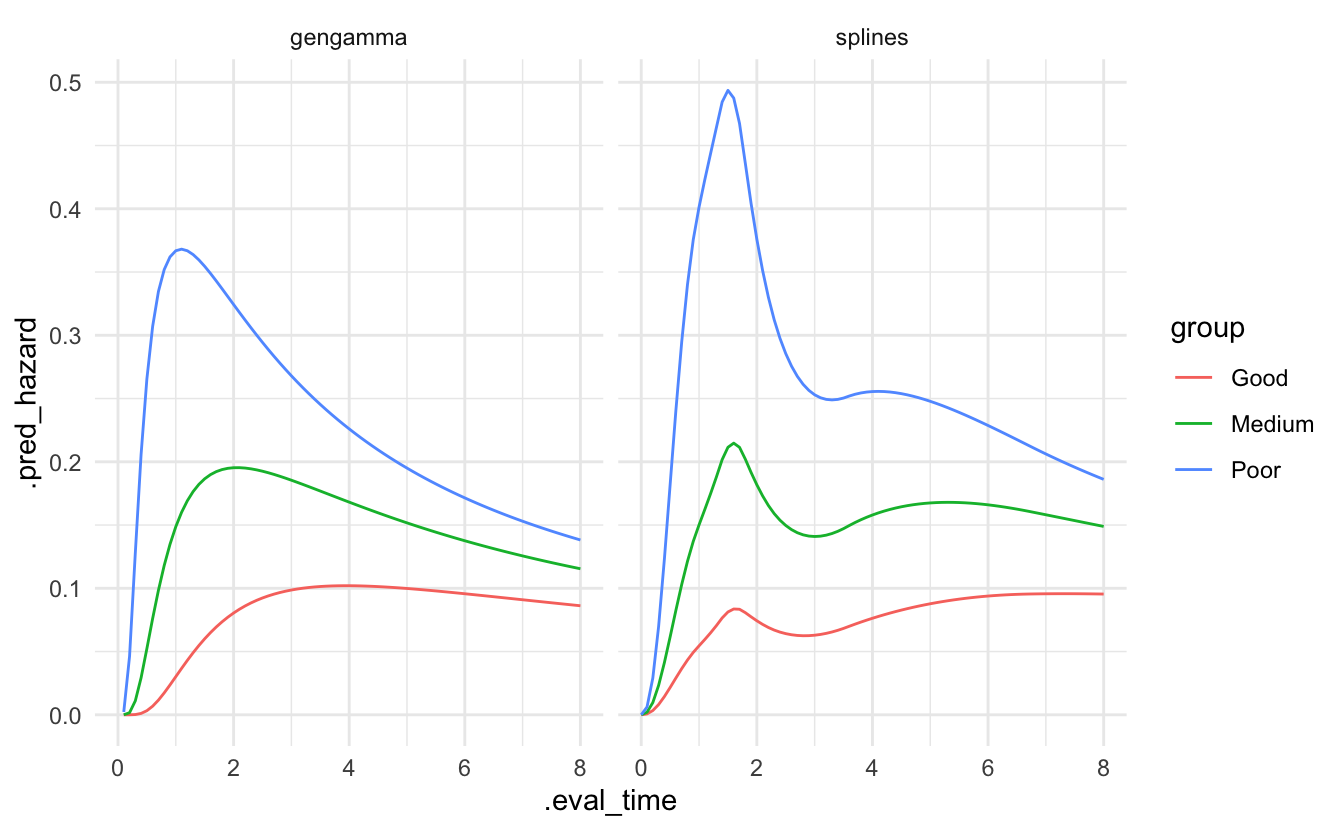 gengamma
splines
.pred_hazard
0.5
0.4
0.3
0.2
0.1
0.0
0 2 4 6 8
0 2 4 6 8
.eval_time
group
Good
Medium
Poor